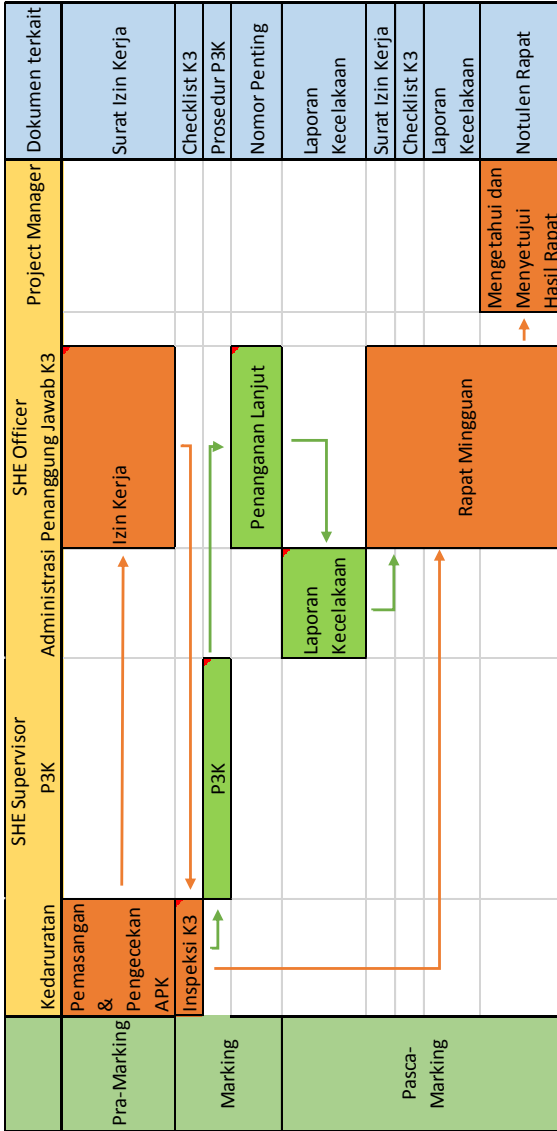 SHE Supervisor
SHE Officer
Project Manager
Dokumen terkait
Kedaruratan
P3K
Administrasi
Penanggung Jawab K3
Pra-Marking
Pemasangan
&
Pengecekan
APK
Izin Kerja
Surat Izin Kerja
Marking
Inspeksi K3
Checklist K3
P3K
Prosedur P3K
Penanganan Lanjut
Nomor Penting
Pasca-
Marking
Laporan
Kecelakaan
Laporan
Kecelakaan
Rapat Mingguan
Surat Izin Kerja
Checklist K3
Laporan
Kecelakaan
Mengetahui dan
Menyetujui
Hasil Rapat
Notulen Rapat